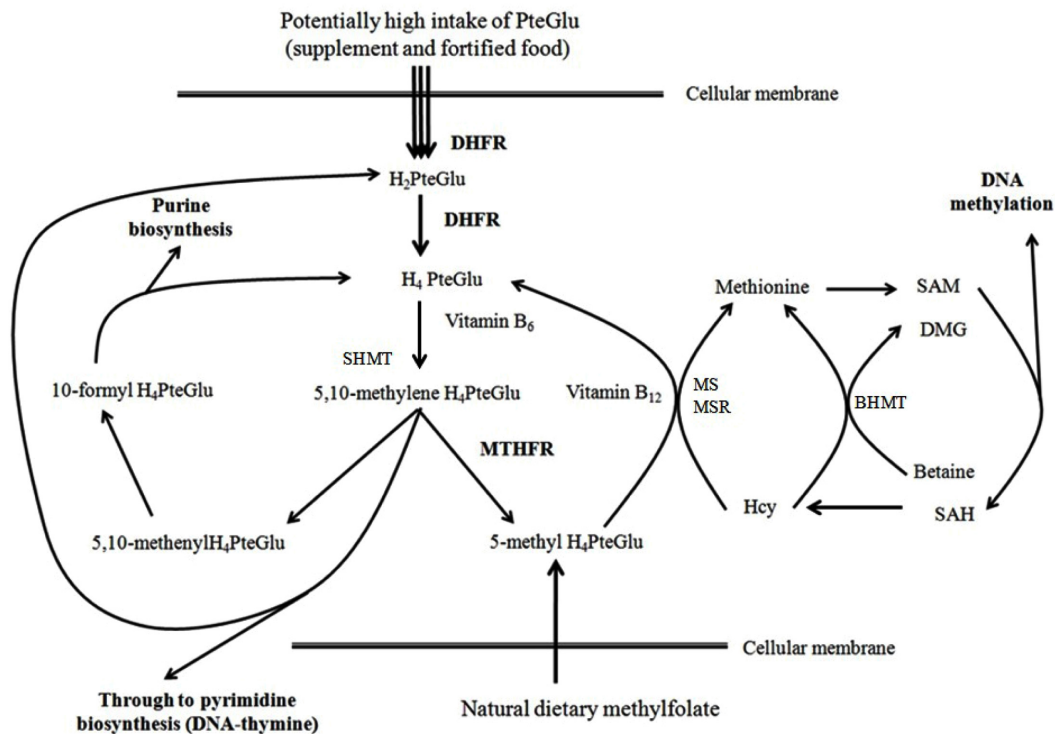 Potentially high intake of PteGlu
(supplement and fortified food)
Cellular membrane
DHFR
H₂PteGlu
DNA
methylation
Purine
biosynthesis
DHFR
H₄ PteGlu
Methionine
SAM
Vitamin B₆
DMG
SHMT
10-formyl H₄PteGlu
5,10-methylene H₄PteGlu
Vitamin B₁₂
MS
MSR
BHMT
MTHFR
Betaine
Hcy
SAH
5,10-methenylH₄PteGlu
5-methyl H₄PteGlu
Cellular membrane
Through to pyrimidine
biosynthesis (DNA-thymine)
Natural dietary methylfolate